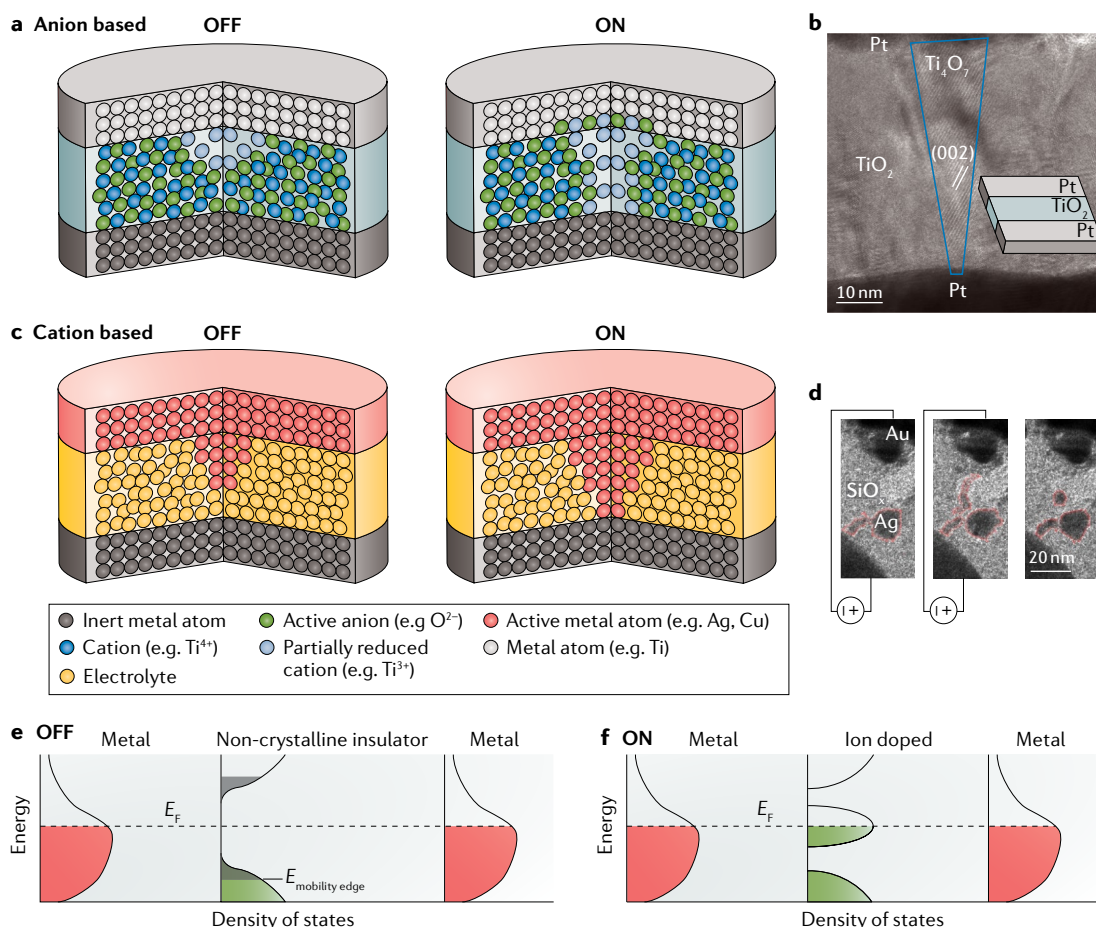 a Anion based
OFF
ON
b
Pt
Ti4O7
(002)
TiO2
Pt
TiO2
Pt
10 nm
Pt
c Cation based
OFF
ON
d
Au
SiOx
Ag
20 nm
I +
I +
Inert metal atom
Active anion (e.g O²⁻)
Active metal atom (e.g. Ag, Cu)
Cation (e.g. Ti⁴⁺)
Partially reduced
cation (e.g. Ti³⁺)
Metal atom (e.g. Ti)
Electrolyte
e OFF
Metal
Non-crystalline insulator
Metal
Energy
EF
Emobility edge
Density of states
f ON
Metal
Ion doped
Metal
Energy
EF
Density of states